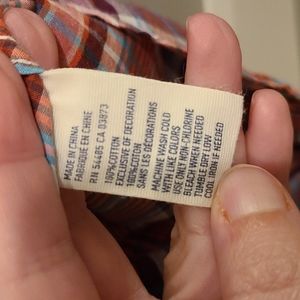 MADE IN CHINA
FABRIQUE EN CHINE
RN 54485 CA 03873
100%COTTON
EXCLUSIVE OF DECORATION
100%COTON
SANS LES DÉCORATIONS
MACHINE WASH COLD
WITH LIKE COLORS
USE ONLY NON-CHLORINE
BLEACH WHEN NEEDED
TUMBLE DRY LOW
COOL IRON IF NEEDED